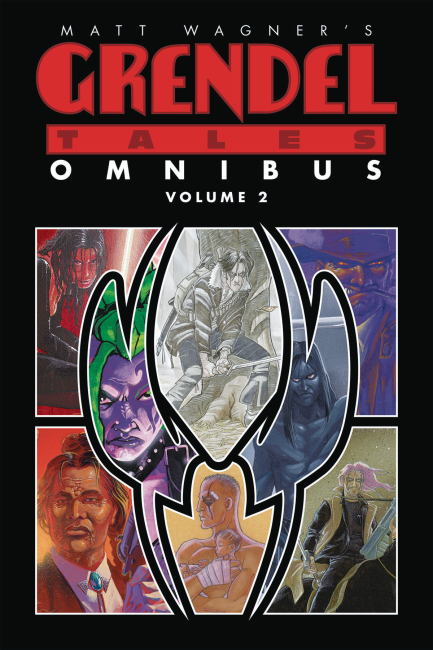 MATT WAGNER'S
GRENDEL
TALES
OMNIBUS
VOLUME 2